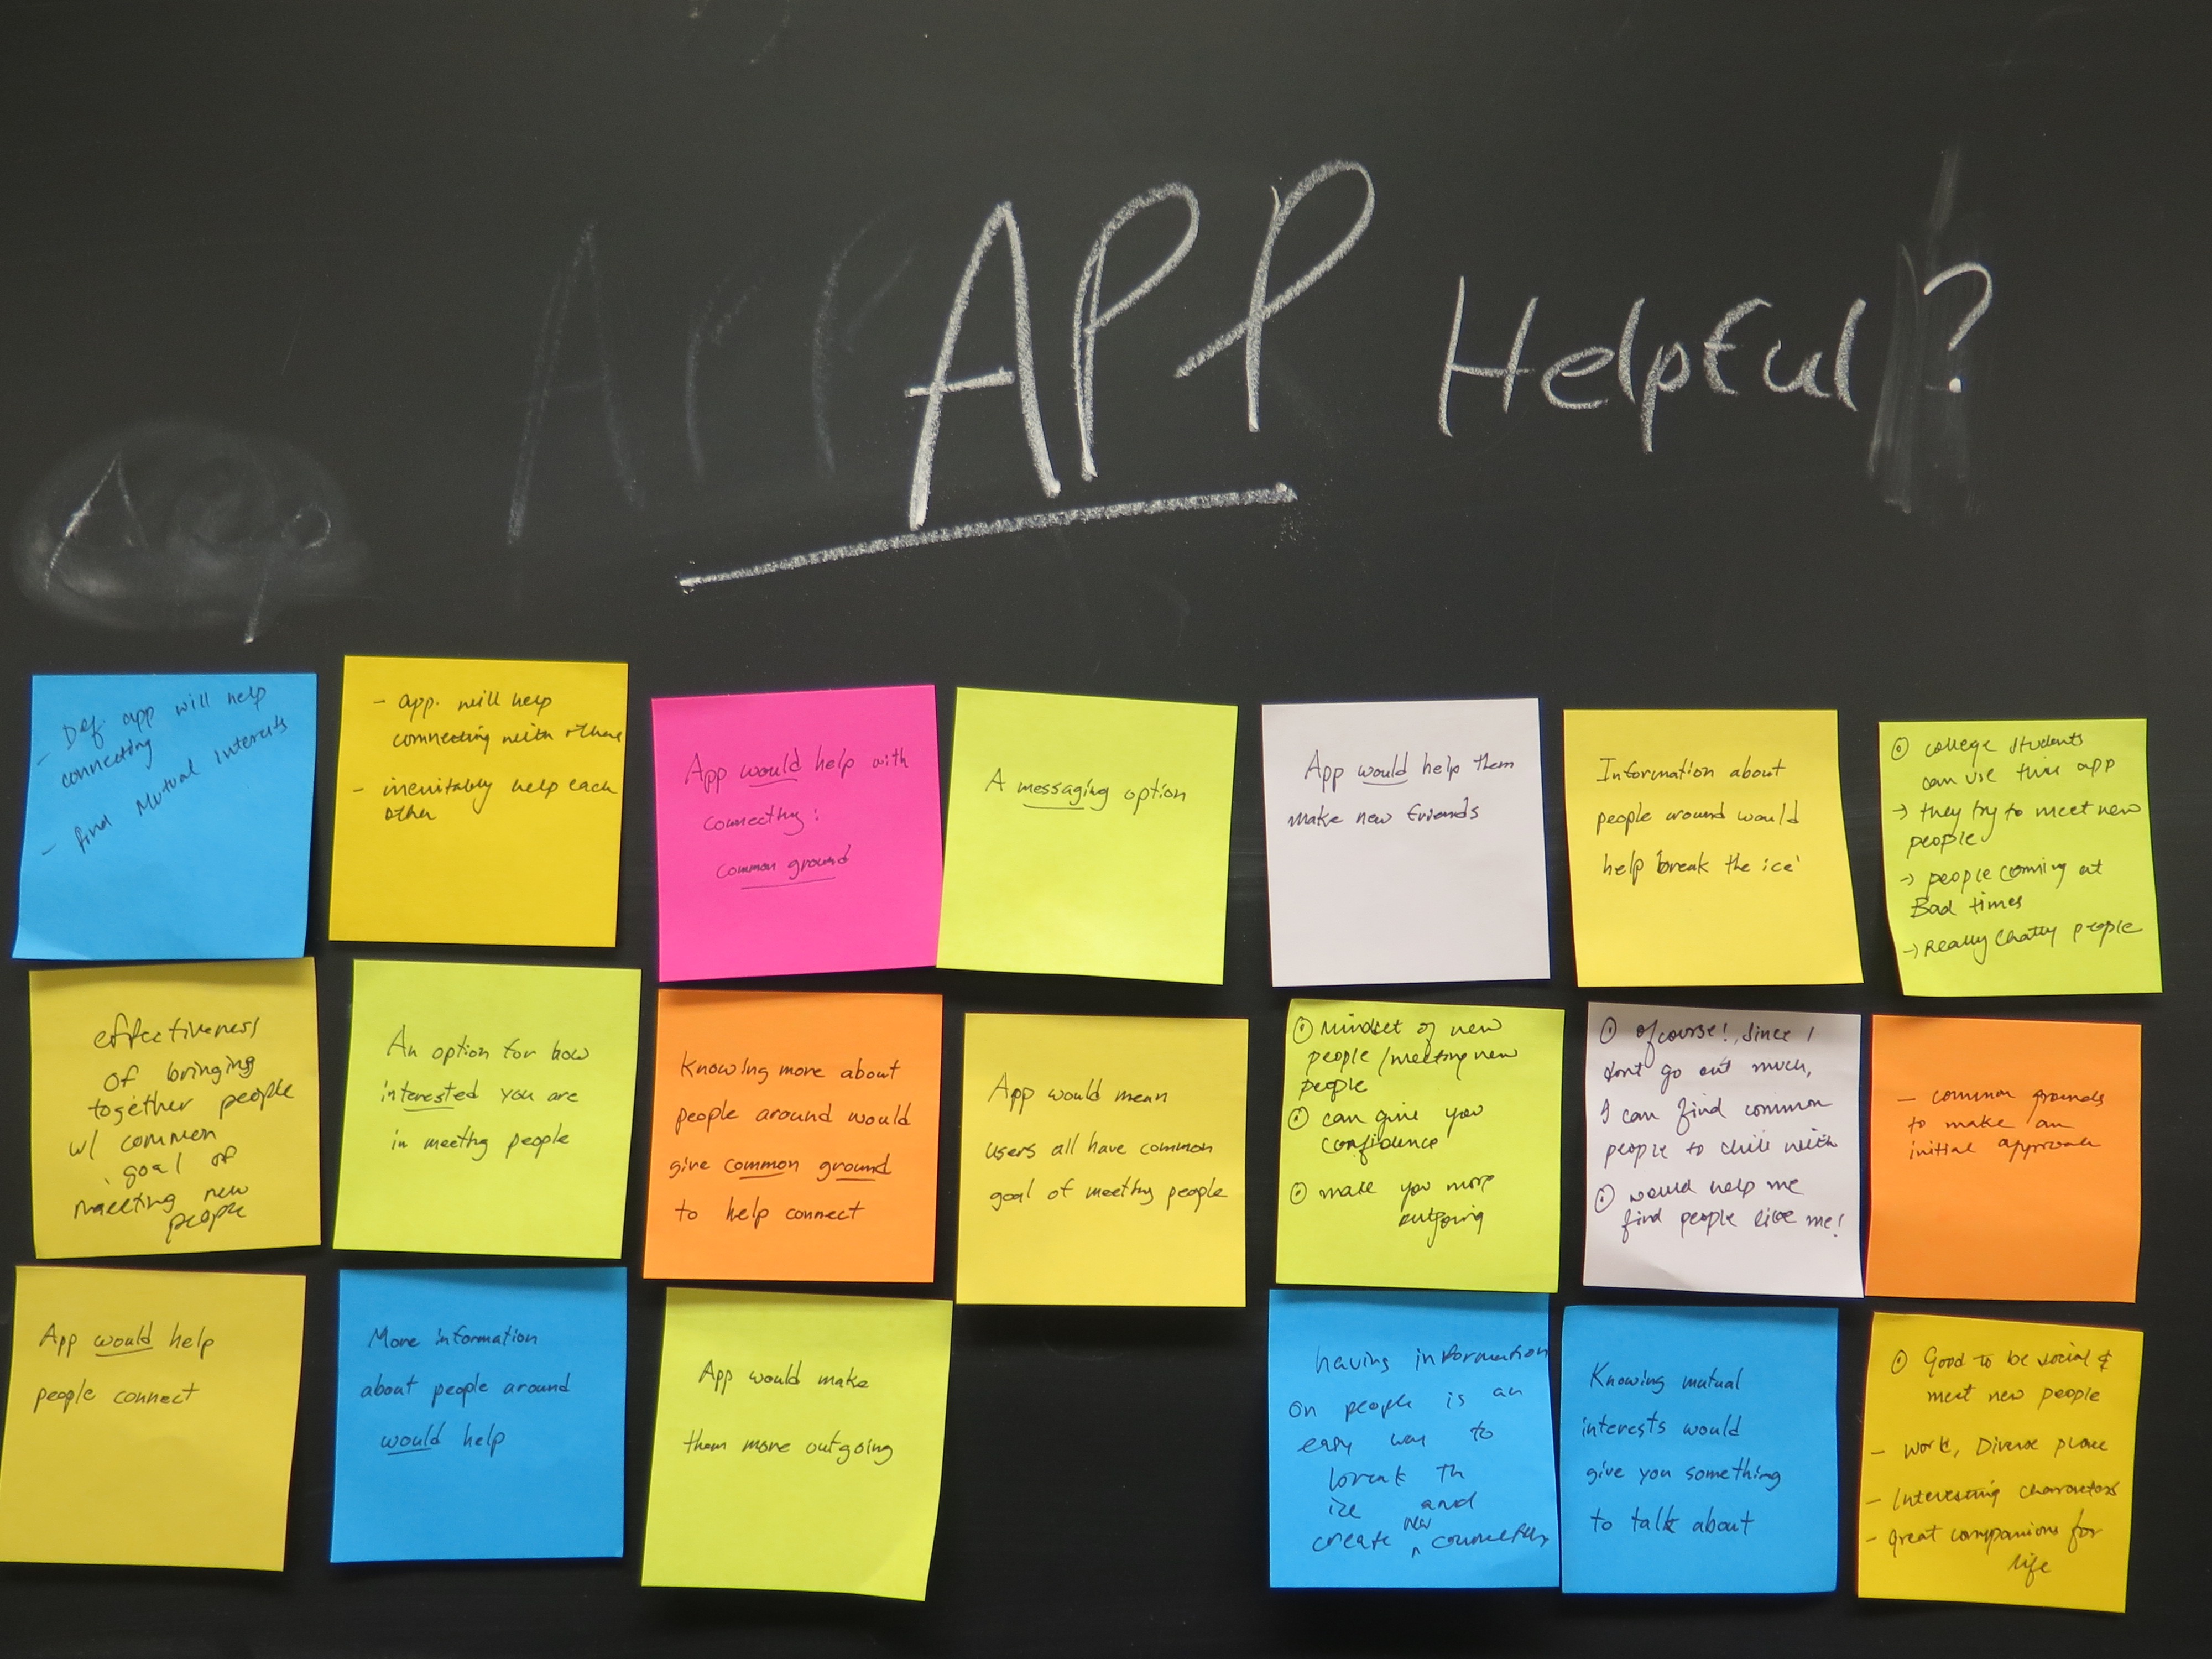 APP Helpful?
App
- Def. app will help
connecting
- find Mutual Interests
- app. will help
connecting with others
- inevitably help each
other
App would help with
connecting:
common ground
A messaging option
App would help them
make new friends
Information about
people around would
help 'break the ice'
college students
can use this app
→ they try to meet new
people
→ people coming at
Bad times
→ Really Chatty people
effectiveness
of bringing
together people
w/ common
goal of
meeting new
people
An option for how
interested you are
in meeting people
Knowing more about
people around would
give common ground
to help connect
App would mean
users all have common
goal of meeting people
mindset of new
people/meeting new
people
can give you
confidence
make you more
outgoing
ofcourse!, since I
dont go out much,
I can find common
people to chill with
would help me
find people like me!
- common grounds
to make an
initial approach
App would help
people connect
More information
about people around
would help
App would make
them more outgoing
having information
on people is an
easy way to
break th
ice and
create new connections
Knowing mutual
interests would
give you something
to talk about
Good to be social &
meet new people
- work, Diverse place
- Interesting characters
- Great companions for
life